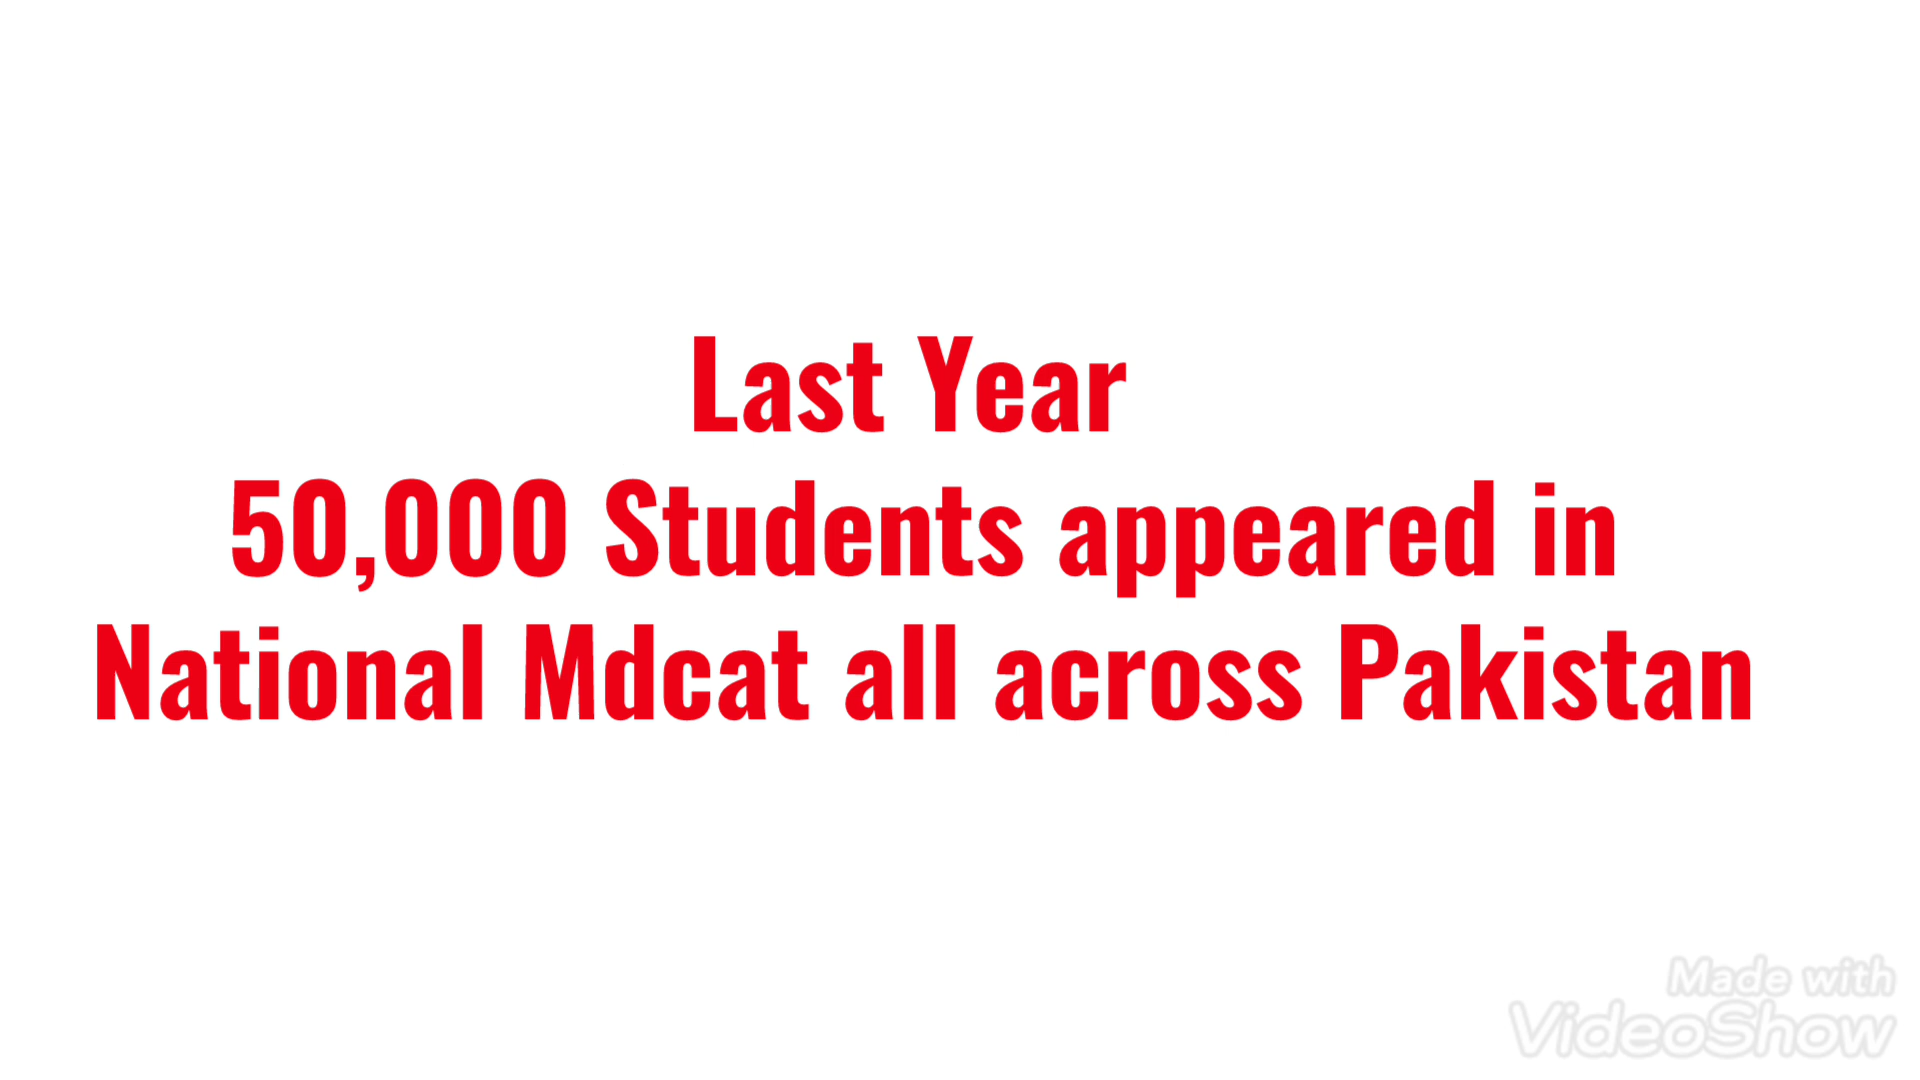 Last Year
50,000 Students appeared in
National Mdcat all across Pakistan
Made with
VideoShow